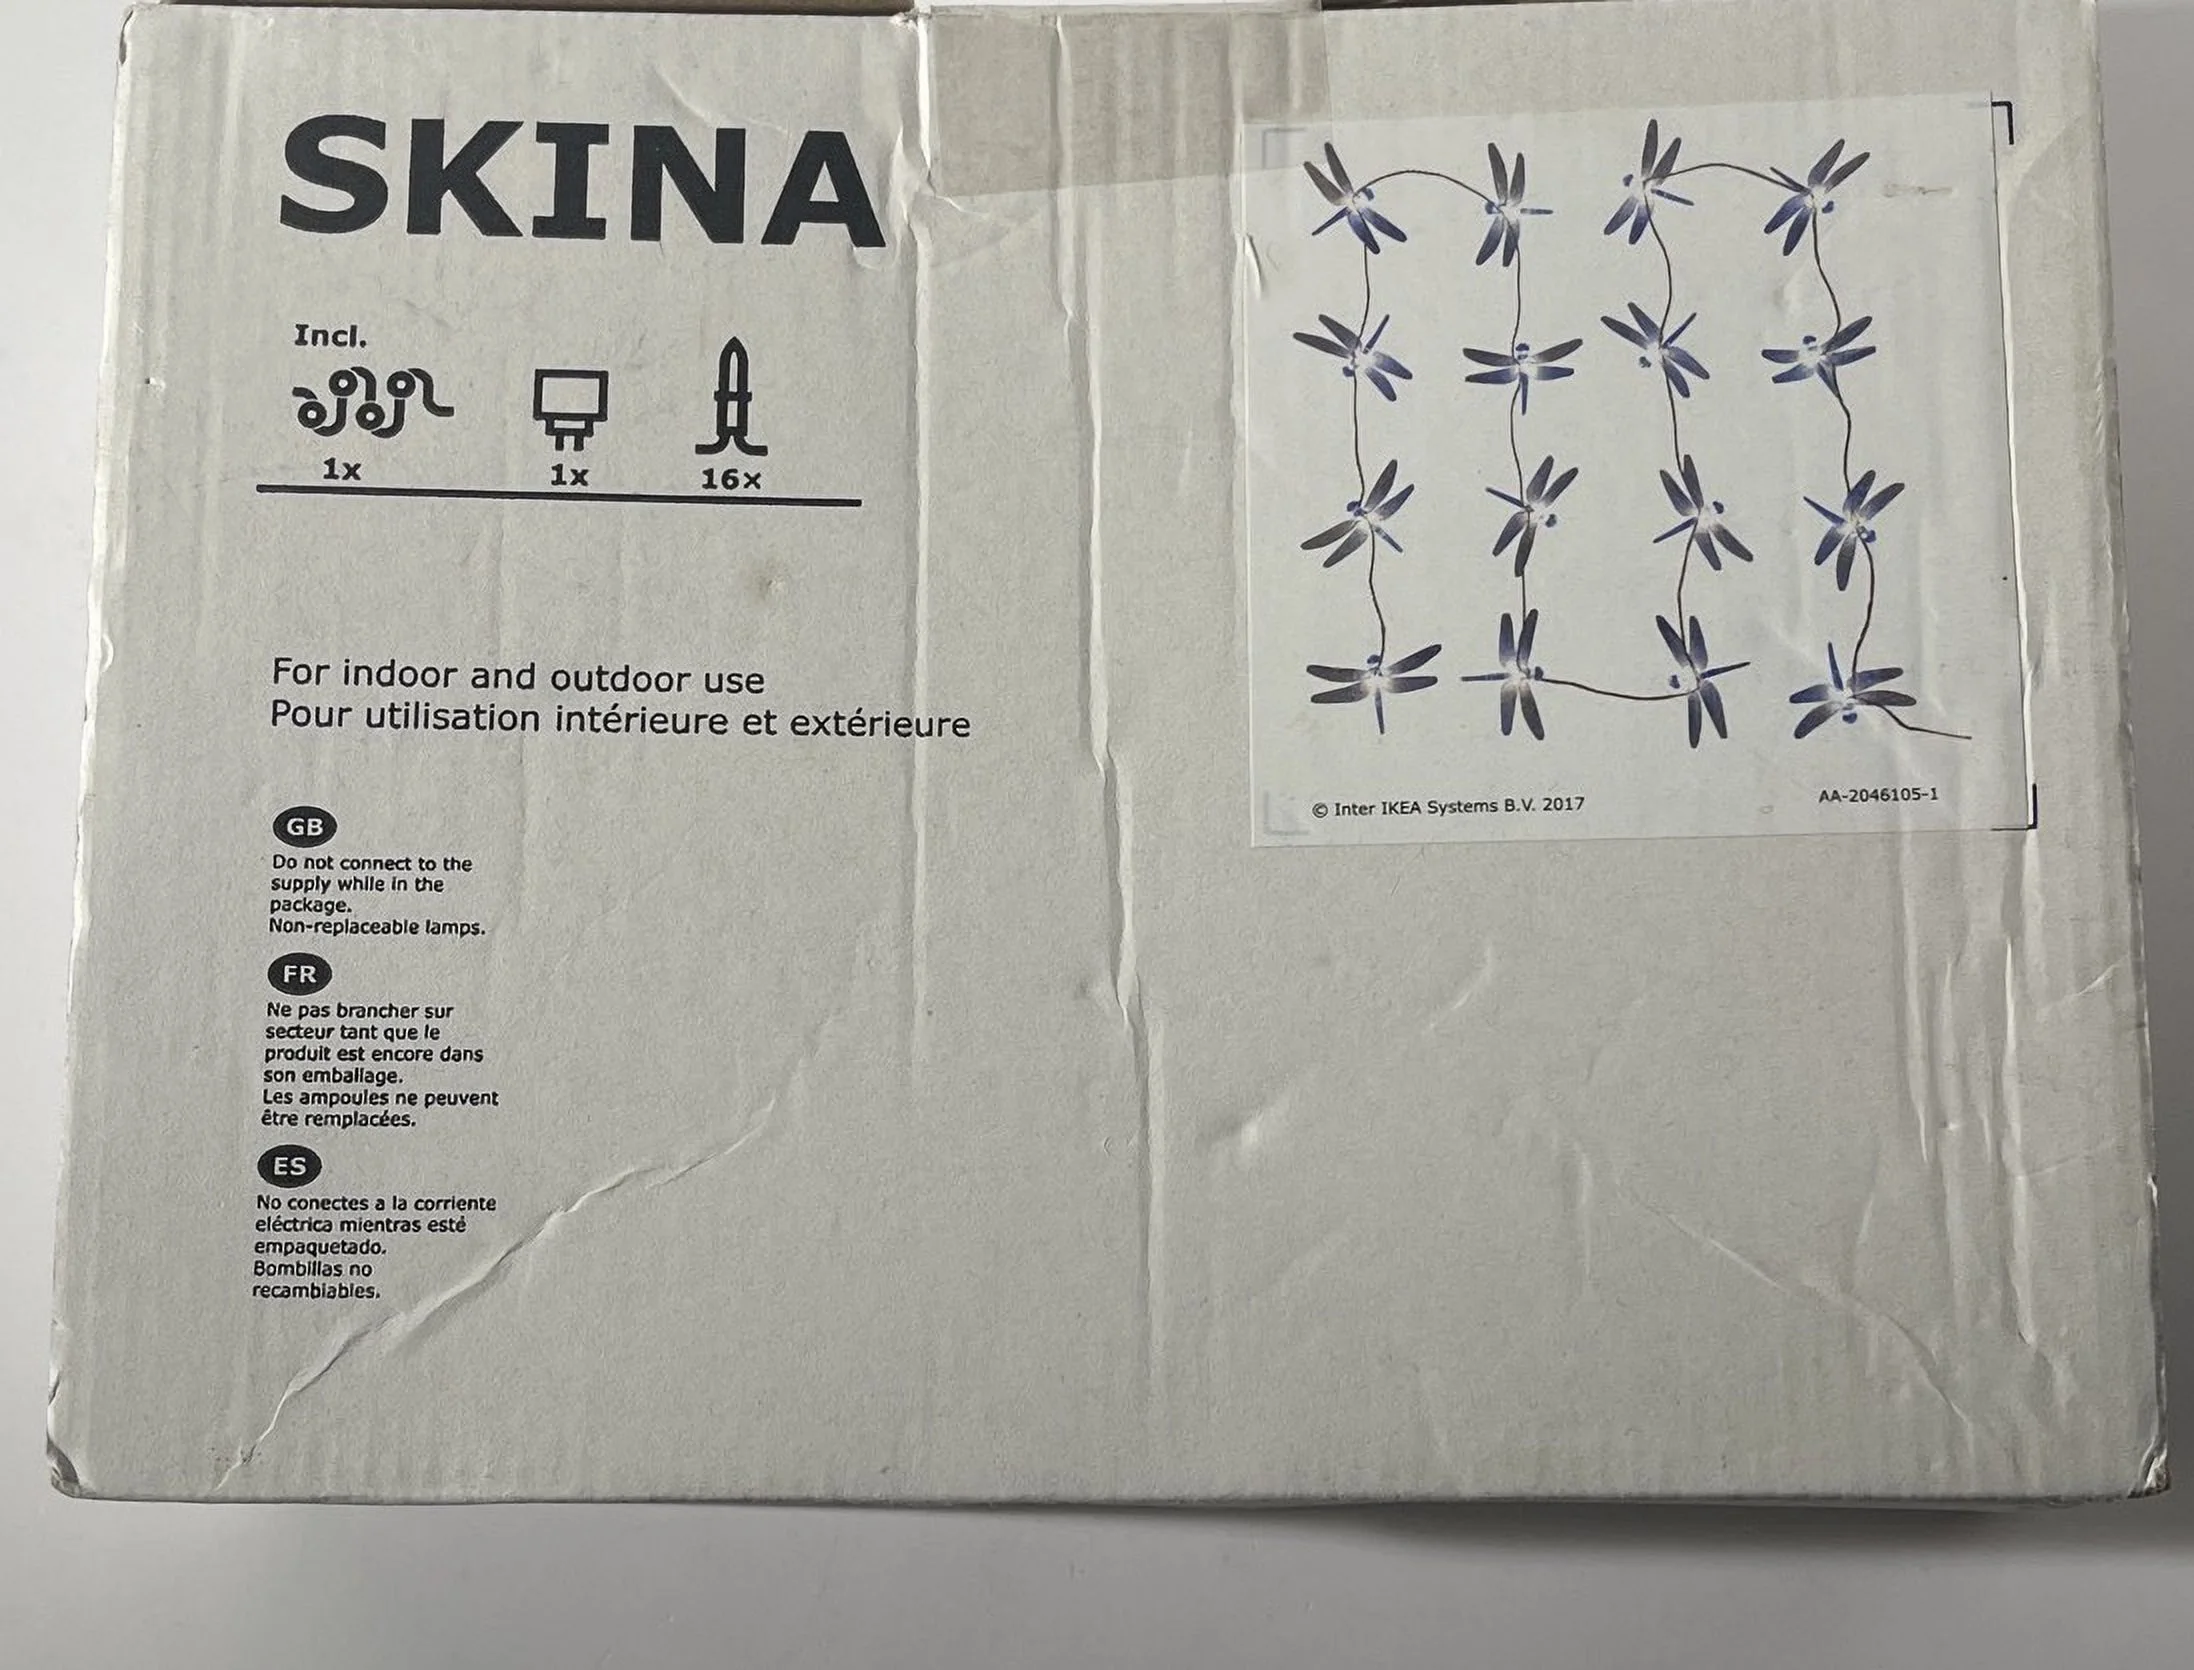 SKINA
Incl.
1x 1x 16x
For indoor and outdoor use
Pour utilisation intérieure et extérieure
GB
Do not connect to the
supply while in the
package.
Non-replaceable lamps.
FR
Ne pas brancher sur
secteur tant que le
produit est encore dans
son emballage.
Les ampoules ne peuvent
être remplacées.
ES
No conectes a la corriente
eléctrica mientras esté
empaquetado.
Bombillas no
recambiables.
© Inter IKEA Systems B.V. 2017 AA-2046105-1